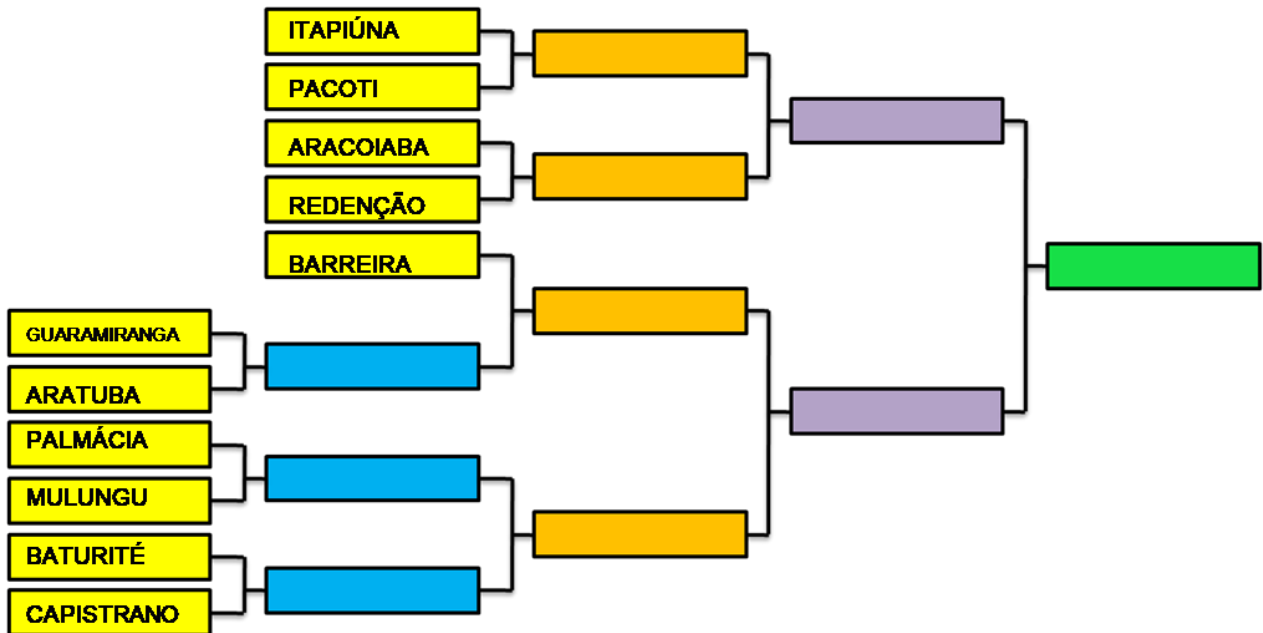 ITAPIÚNA
PACOTI
ARACOIABA
REDENÇÃO
BARREIRA
GUARAMIRANGA
ARATUBA
PALMÁCIA
MULUNGU
BATURITÉ
CAPISTRANO